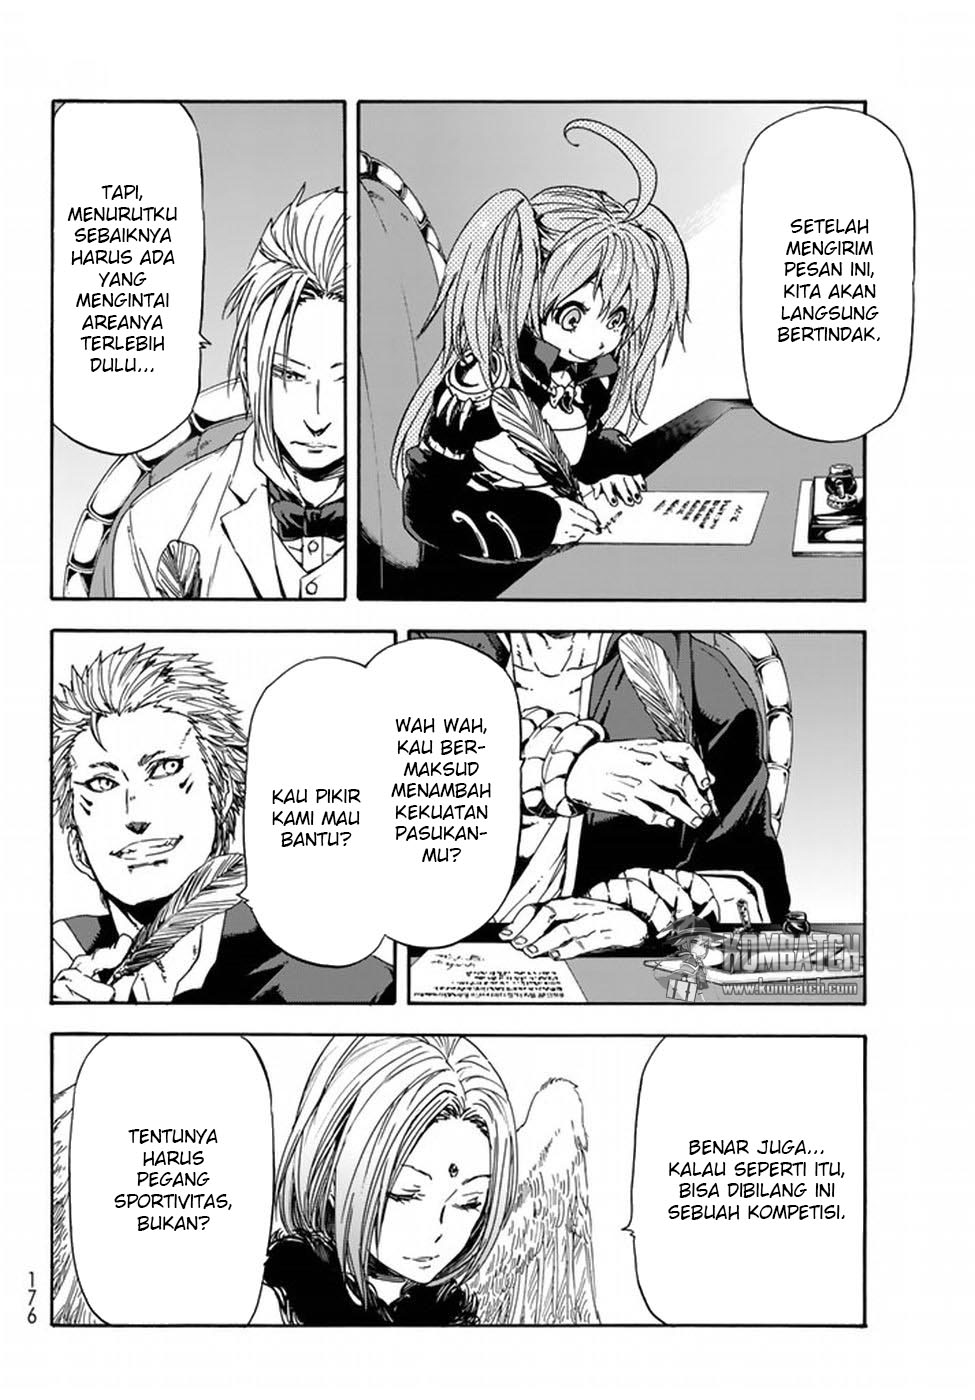 SETELAH
MENGIRIM
PESAN INI,
KITA AKAN
LANGSUNG
BERTINDAK.
TAPI,
MENURUTKU
SEBAIKNYA
HARUS ADA
YANG
MENGINTAI
AREANYA
TERLEBIH
DULU...
WAH WAH,
KAU BER-
MAKSUD
MENAMBAH
KEKUATAN
PASUKAN-
MU?
KAU PIKIR
KAMI MAU
BANTU?
KOMBATCH
www.kombatch.com
BENAR JUGA...
KALAU SEPERTI ITU,
BISA DIBILANG INI
SEBUAH KOMPETISI.
TENTUNYA
HARUS
PEGANG
SPORTIVITAS,
BUKAN?
176